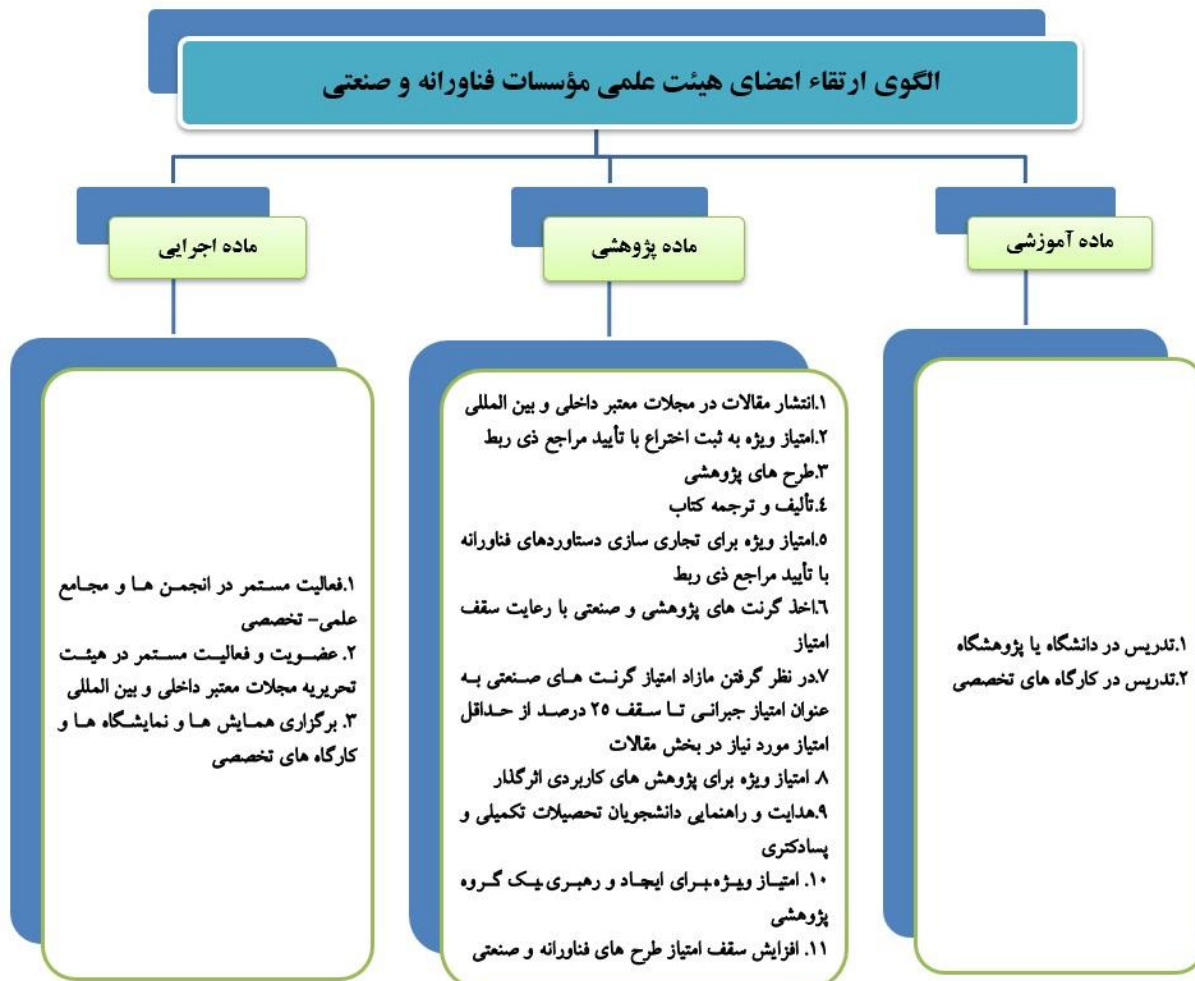 الگوی ارتقاء اعضای هیئت علمی مؤسسات فناورانه و صنعتی
ماده آموزشی
ماده پژوهشی
ماده اجرایی
۱.تدریس در دانشگاه یا پژوهشگاه
۲.تدریس در کارگاه های تخصصی
۱.انتشار مقالات در مجلات معتبر داخلی و بین المللی
۲.امتیاز ویژه به ثبت اختراع با تأیید مراجع ذی ربط
۳.طرح های پژوهشی
٤.تألیف و ترجمه کتاب
٥.امتیاز ویژه برای تجاری سازی دستاوردهای فناورانه
با تأیید مراجع ذی ربط
٦.اخذ گرنت های پژوهشی و صنعتی با رعایت سقف
امتیاز
۷.در نظر گرفتن مازاد امتیاز گرنت های صنعتی به
عنوان امتیاز جبرانی تا سقف ۲٥ درصد از حداقل
امتیاز مورد نیاز در بخش مقالات
۸. امتیاز ویژه برای پژوهش های کاربردی اثرگذار
۹.هدایت و راهنمایی دانشجویان تحصیلات تکمیلی و
پسادکتری
۱۰. امتیاز ویژه برای ایجاد و رهبری یک گروه
پژوهشی
۱۱. افزایش سقف امتیاز طرح های فناورانه و صنعتی
۱.فعالیت مستمر در انجمن ها و مجامع
علمی- تخصصی
۲. عضویت و فعالیت مستمر در هیئت
تحریریه مجلات معتبر داخلی و بین المللی
۳. برگزاری همایش ها و نمایشگاه ها و
کارگاه های تخصصی